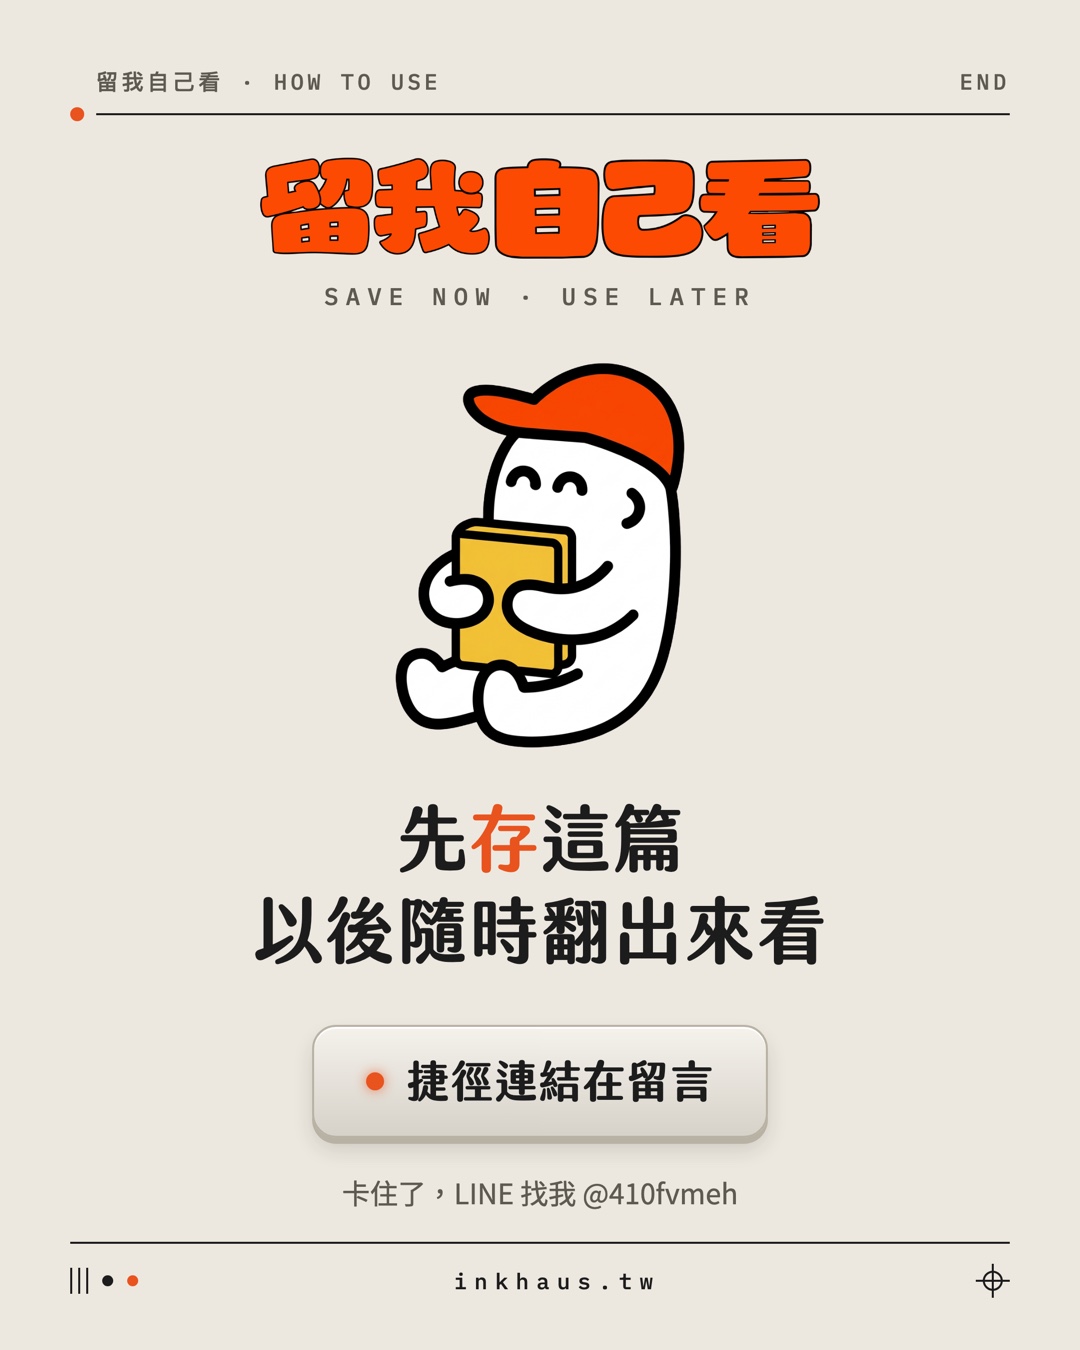 留我自己看 · HOW TO USE
END
留我自己看
SAVE NOW · USE LATER
先存這篇
以後隨時翻出來看
捷徑連結在留言
卡住了，LINE 找我 @410fvmeh
inkhaus.tw